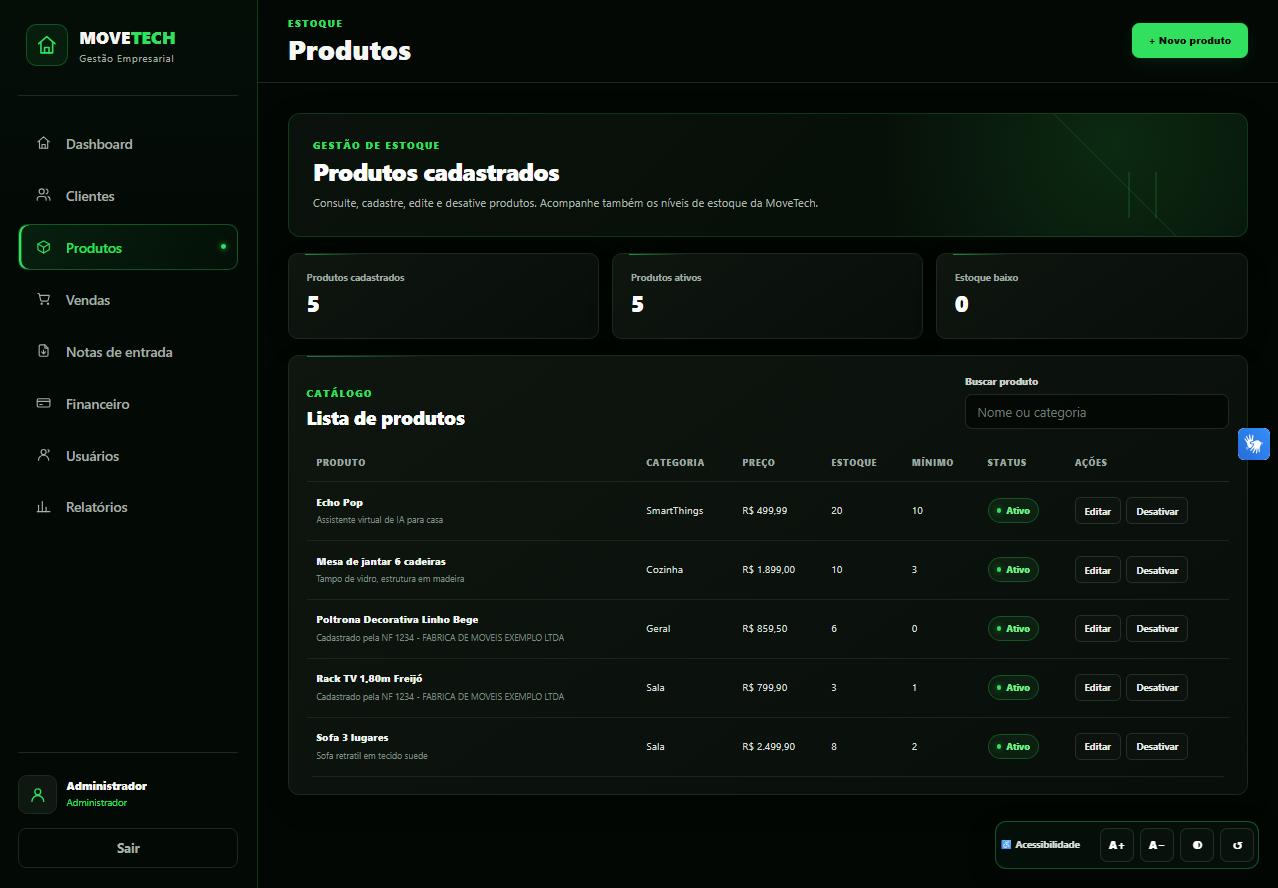 MOVETECH
Gestão Empresarial
Dashboard
Clientes
Produtos
Vendas
Notas de entrada
Financeiro
Usuários
Relatórios
Administrador
Administrador
Sair
ESTOQUE
Produtos
+ Novo produto
GESTÃO DE ESTOQUE
Produtos cadastrados
Consulte, cadastre, edite e desative produtos. Acompanhe também os níveis de estoque da MoveTech.
Produtos cadastrados
5
Produtos ativos
5
Estoque baixo
0
CATÁLOGO
Lista de produtos
Buscar produto
Nome ou categoria
PRODUTO CATEGORIA PREÇO ESTOQUE MÍNIMO STATUS AÇÕES
Echo Pop
Assistente virtual de IA para casa
SmartThings R$ 499,99 20 10 Ativo Editar Desativar
Mesa de jantar 6 cadeiras
Tampo de vidro, estrutura em madeira
Cozinha R$ 1.899,00 10 3 Ativo Editar Desativar
Poltrona Decorativa Linho Bege
Cadastrado pela NF 1234 - FABRICA DE MOVEIS EXEMPLO LTDA
Geral R$ 859,50 6 0 Ativo Editar Desativar
Rack TV 1,80m Freijó
Cadastrado pela NF 1234 - FABRICA DE MOVEIS EXEMPLO LTDA
Sala R$ 799,90 3 1 Ativo Editar Desativar
Sofa 3 lugares
Sofa retratil em tecido suede
Sala R$ 2.499,90 8 2 Ativo Editar Desativar
Acessibilidade A+ A−